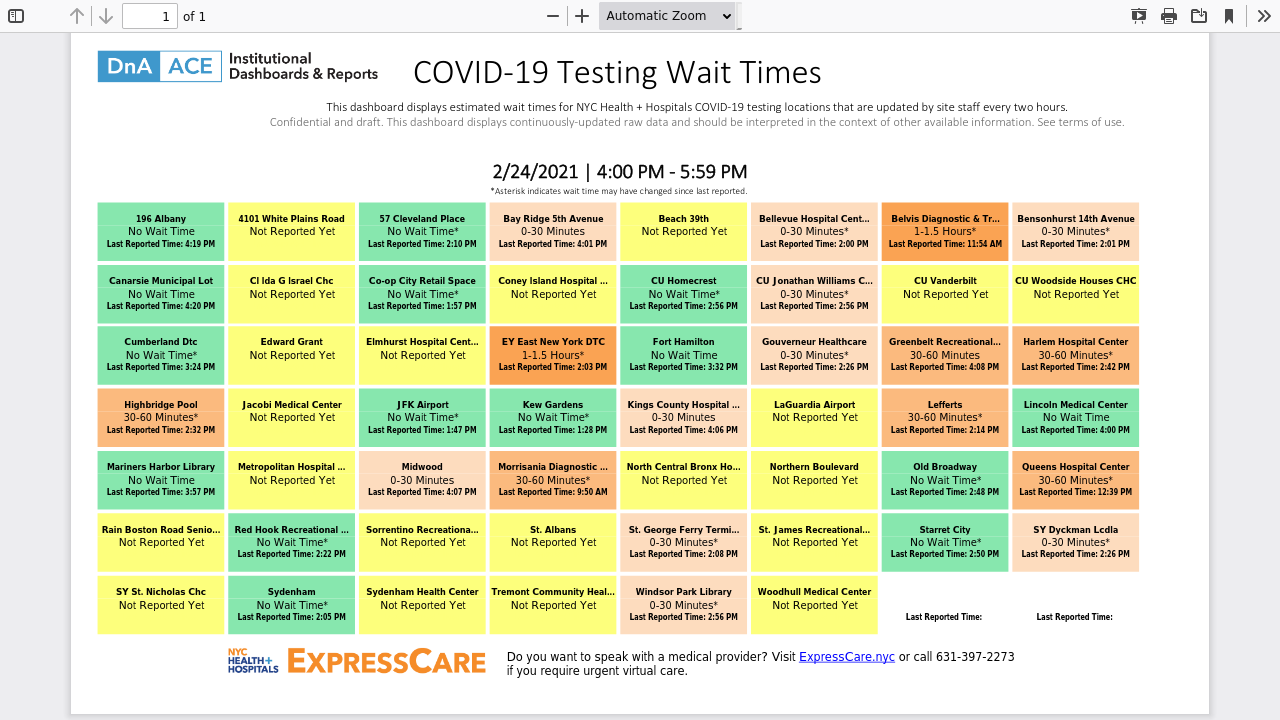 1 of 1
Automatic Zoom
DnA ACE Institutional
Dashboards & Reports
COVID-19 Testing Wait Times
This dashboard displays estimated wait times for NYC Health + Hospitals COVID-19 testing locations that are updated by site staff every two hours.
Confidential and draft. This dashboard displays continuously-updated raw data and should be interpreted in the context of other available information. See terms of use.
2/24/2021 | 4:00 PM - 5:59 PM
*Asterisk indicates wait time may have changed since last reported.
196 Albany
No Wait Time
Last Reported Time: 4:19 PM
4101 White Plains Road
Not Reported Yet
57 Cleveland Place
No Wait Time*
Last Reported Time: 2:10 PM
Bay Ridge 5th Avenue
0-30 Minutes
Last Reported Time: 4:01 PM
Beach 39th
Not Reported Yet
Bellevue Hospital Cent...
0-30 Minutes*
Last Reported Time: 2:00 PM
Belvis Diagnostic & Tr...
1-1.5 Hours*
Last Reported Time: 11:54 AM
Bensonhurst 14th Avenue
0-30 Minutes*
Last Reported Time: 2:01 PM
Canarsie Municipal Lot
No Wait Time
Last Reported Time: 4:20 PM
Cl Ida G Israel Chc
Not Reported Yet
Co-op City Retail Space
No Wait Time*
Last Reported Time: 1:57 PM
Coney Island Hospital ...
Not Reported Yet
CU Homecrest
No Wait Time*
Last Reported Time: 2:56 PM
CU Jonathan Williams C...
0-30 Minutes*
Last Reported Time: 2:56 PM
CU Vanderbilt
Not Reported Yet
CU Woodside Houses CHC
Not Reported Yet
Cumberland Dtc
No Wait Time*
Last Reported Time: 3:24 PM
Edward Grant
Not Reported Yet
Elmhurst Hospital Cent...
Not Reported Yet
EY East New York DTC
1-1.5 Hours*
Last Reported Time: 2:03 PM
Fort Hamilton
No Wait Time
Last Reported Time: 3:32 PM
Gouverneur Healthcare
0-30 Minutes*
Last Reported Time: 2:26 PM
Greenbelt Recreational...
30-60 Minutes
Last Reported Time: 4:08 PM
Harlem Hospital Center
30-60 Minutes*
Last Reported Time: 2:42 PM
Highbridge Pool
30-60 Minutes*
Last Reported Time: 2:32 PM
Jacobi Medical Center
Not Reported Yet
JFK Airport
No Wait Time*
Last Reported Time: 1:47 PM
Kew Gardens
No Wait Time*
Last Reported Time: 1:28 PM
Kings County Hospital ...
0-30 Minutes
Last Reported Time: 4:06 PM
LaGuardia Airport
Not Reported Yet
Lefferts
30-60 Minutes*
Last Reported Time: 2:14 PM
Lincoln Medical Center
No Wait Time
Last Reported Time: 4:00 PM
Mariners Harbor Library
No Wait Time
Last Reported Time: 3:57 PM
Metropolitan Hospital ...
Not Reported Yet
Midwood
0-30 Minutes
Last Reported Time: 4:07 PM
Morrisania Diagnostic ...
30-60 Minutes*
Last Reported Time: 9:50 AM
North Central Bronx Ho...
Not Reported Yet
Northern Boulevard
Not Reported Yet
Old Broadway
No Wait Time*
Last Reported Time: 2:48 PM
Queens Hospital Center
30-60 Minutes*
Last Reported Time: 12:39 PM
Rain Boston Road Senio...
Not Reported Yet
Red Hook Recreational ...
No Wait Time*
Last Reported Time: 2:22 PM
Sorrentino Recreationa...
Not Reported Yet
St. Albans
Not Reported Yet
St. George Ferry Termi...
0-30 Minutes*
Last Reported Time: 2:08 PM
St. James Recreational...
Not Reported Yet
Starret City
No Wait Time*
Last Reported Time: 2:50 PM
SY Dyckman Lcdla
0-30 Minutes*
Last Reported Time: 2:26 PM
SY St. Nicholas Chc
Not Reported Yet
Sydenham
No Wait Time*
Last Reported Time: 2:05 PM
Sydenham Health Center
Not Reported Yet
Tremont Community Heal...
Not Reported Yet
Windsor Park Library
0-30 Minutes*
Last Reported Time: 2:56 PM
Woodhull Medical Center
Not Reported Yet
Last Reported Time:
Last Reported Time:
NYC
HEALTH+
HOSPITALS
EXPRESSCARE
Do you want to speak with a medical provider? Visit ExpressCare.nyc or call 631-397-2273
if you require urgent virtual care.